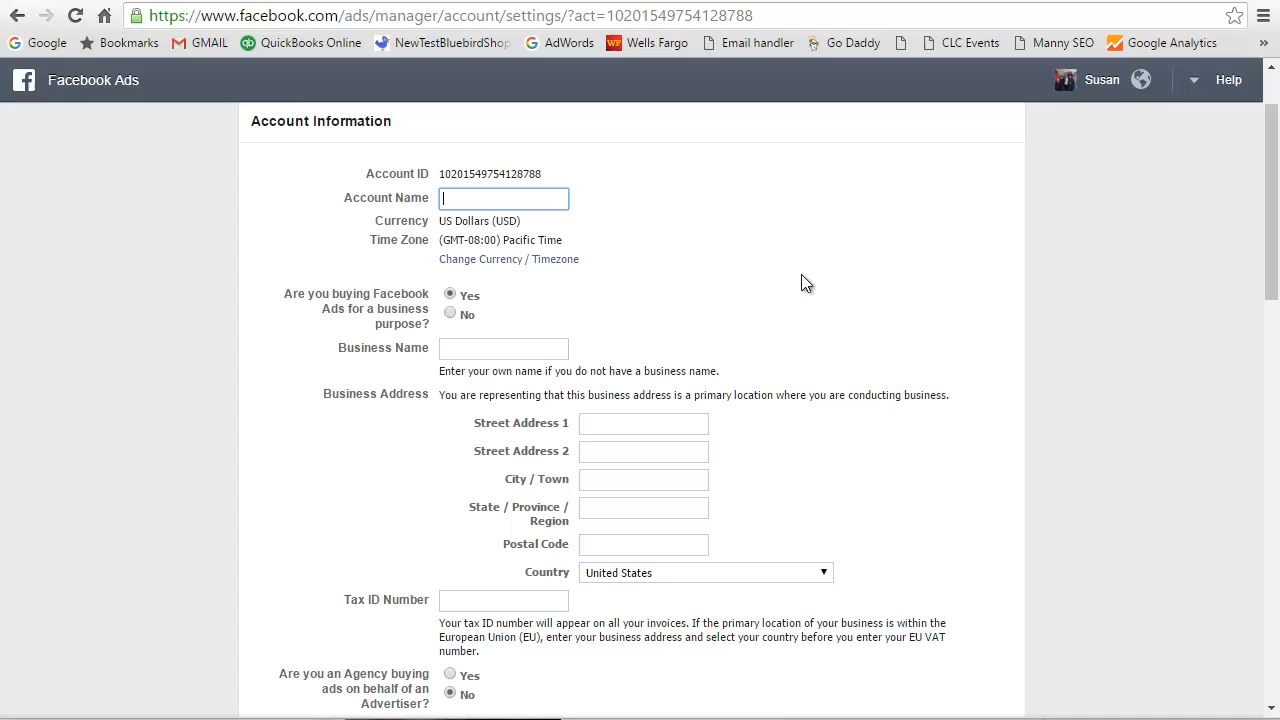 https://www.facebook.com/ads/manager/account/settings/?act=10201549754128788
Google Bookmarks GMAIL QuickBooks Online NewTestBluebirdShop AdWords Wells Fargo Email handler Go Daddy CLC Events Manny SEO Google Analytics »
Facebook Ads Susan Help
Account Information
Account ID 10201549754128788
Account Name
Currency US Dollars (USD)
Time Zone (GMT-08:00) Pacific Time
Change Currency / Timezone
Are you buying Facebook Yes
Ads for a business No
purpose?
Business Name
Enter your own name if you do not have a business name.
Business Address You are representing that this business address is a primary location where you are conducting business.
Street Address 1
Street Address 2
City / Town
State / Province /
Region
Postal Code
Country United States
Tax ID Number
Your tax ID number will appear on all your invoices. If the primary location of your business is within the
European Union (EU), enter your business address and select your country before you enter your EU VAT
number.
Are you an Agency buying Yes
ads on behalf of an No
Advertiser?